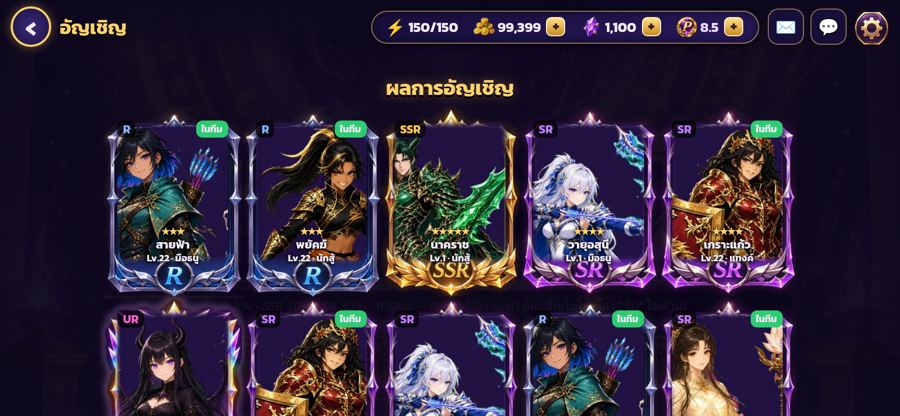 อัญเชิญ
150/150
99,399 +
1,100 +
P 8.5 +
ผลการอัญเชิญ
R ในทีม
สายฟ้า
Lv.22 · มือธนู
R
R ในทีม
พยัคฆ์
Lv.22 · นักสู้
R
SSR
นาคราช
Lv.1 · นักสู้
SSR
SR
วายุอสุนี
Lv.1 · มือธนู
SR
SR ในทีม
เกราะแก้ว
Lv.22 · แทงค์
SR
UR
SR ในทีม
SR
R ในทีม
SR ในทีม